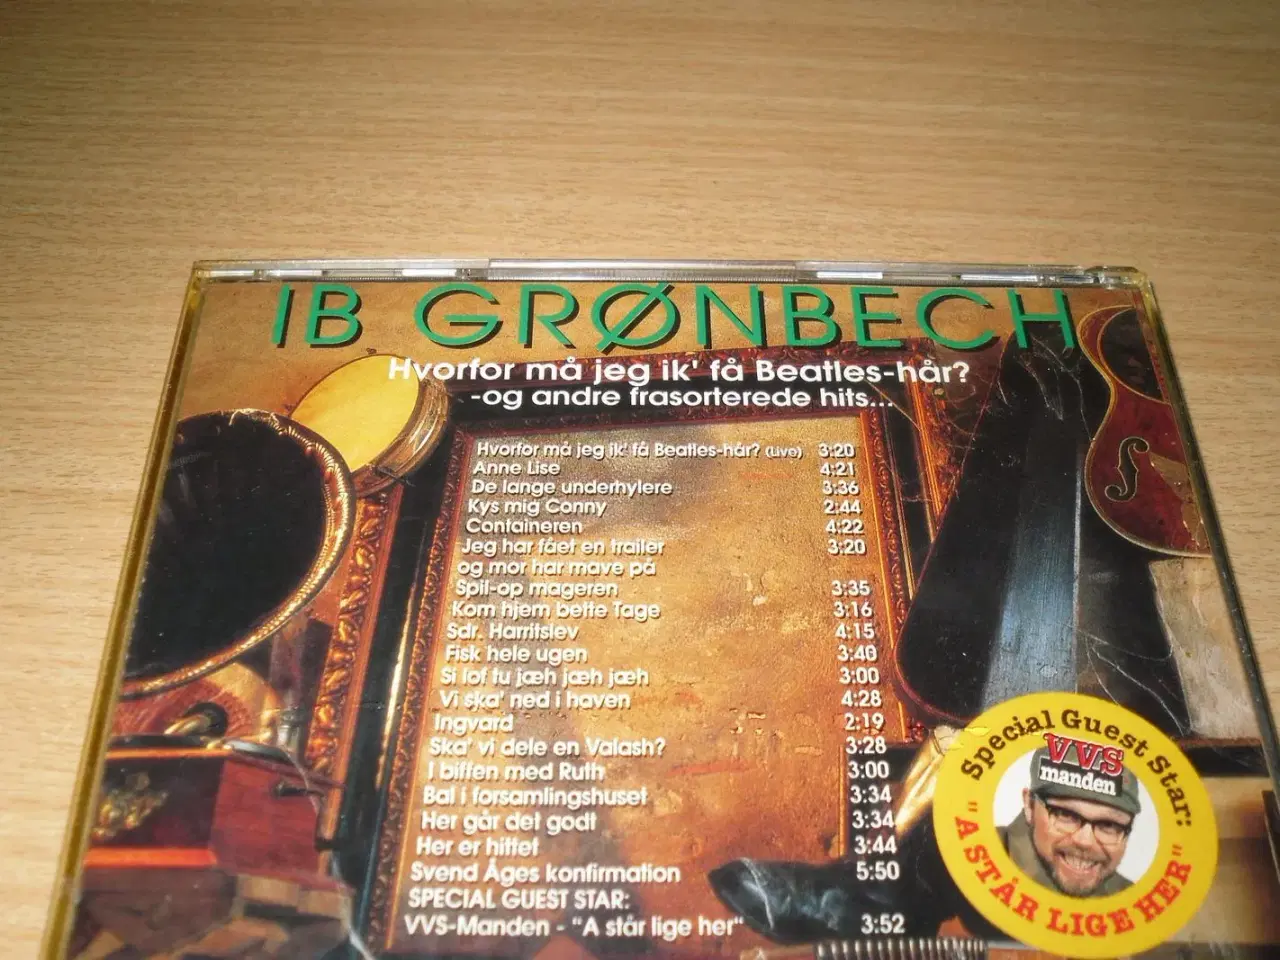 IB GRØNBECH
Hvorfor må jeg ik' få Beatles-hår?
-og andre frasorterede hits...
Hvorfor må jeg ik' få Beatles-hår? (Live) 3:20
Anne Lise 4:21
De lange underhylere 3:36
Kys mig Conny 2:44
Containeren 4:22
Jeg har fået en trailer 3:20
og mor har mave på
Spil-op mageren 3:35
Kom hjem bette Tage 3:16
Sdr. Harritslev 4:15
Fisk hele ugen 3:40
Si lof tu jæh jæh jæh 3:00
Vi ska' ned i haven 4:28
Ingvard 2:19
Ska' vi dele en Valash? 3:28
I biffen med Ruth 3:00
Bal i forsamlingshuset 3:34
Her går det godt 3:34
Her er hittet 3:44
Svend Åges konfirmation 5:50
SPECIAL GUEST STAR:
VVS-Manden - "A står lige her" 3:52
Special Guest Star:
VVS
manden
"A STÅR LIGE HER"